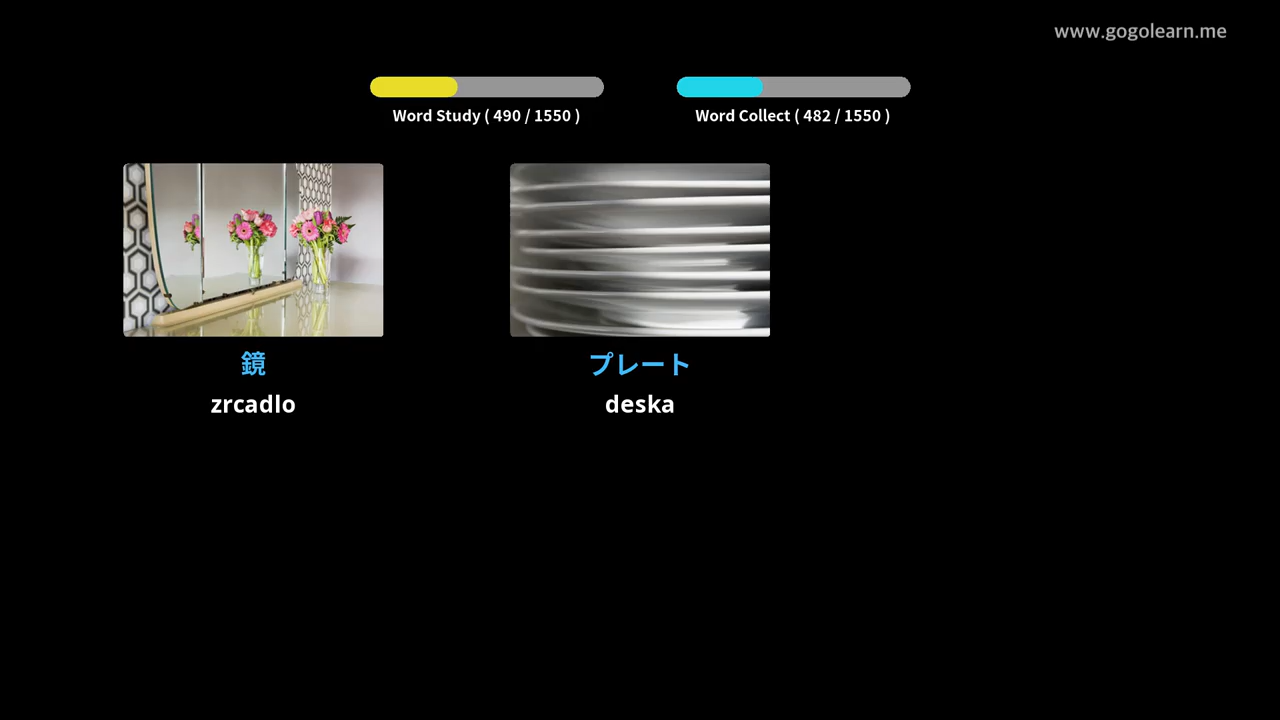 www.gogolearn.me
Word Study ( 490 / 1550 )
Word Collect ( 482 / 1550 )
鏡
zrcadlo
プレート
deska